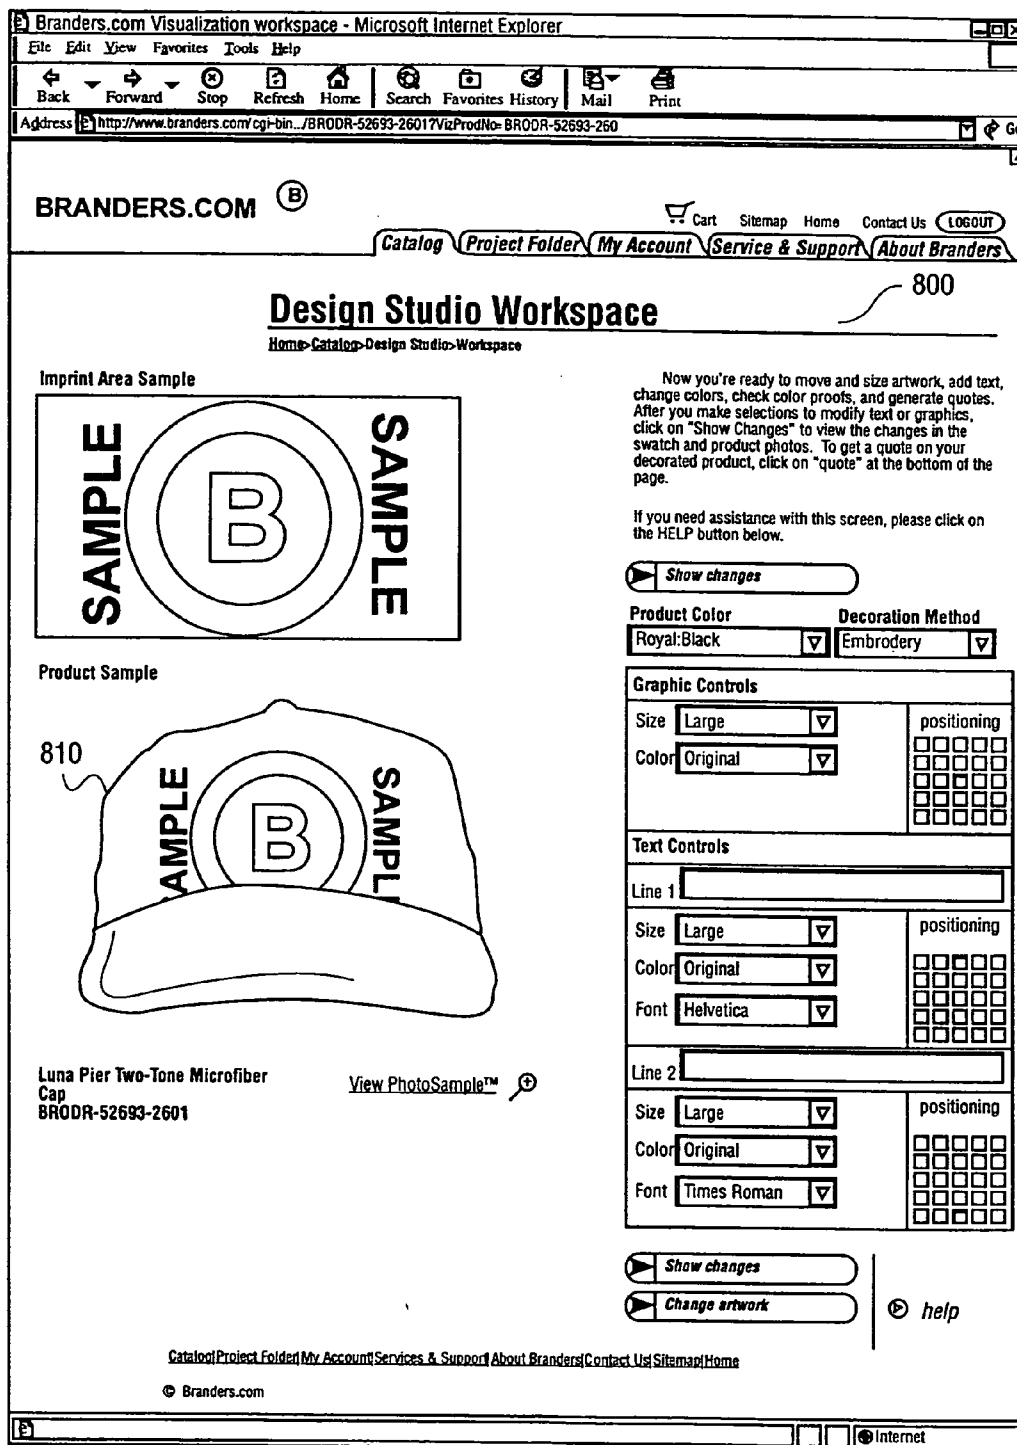 Branders.com Visualization workspace - Microsoft Internet Explorer
File Edit View Favorites Tools Help
Back Forward Stop Refresh Home Search Favorites History Mail Print
Address http://www.branders.com/cgi-bin.../BRODR-52693-2601?VizProdNo=BRODR-52693-260 Go
BRANDERS.COM B
Cart Sitemap Home Contact Us LOGOUT
Catalog Project Folder My Account Service & Support About Branders
800
Design Studio Workspace
Home>Catalog>Design Studio>Workspace
Imprint Area Sample
SAMPLE B SAMPLE
Now you're ready to move and size artwork, add text,
change colors, check color proofs, and generate quotes.
After you make selections to modify text or graphics,
click on "Show Changes" to view the changes in the
swatch and product photos. To get a quote on your
decorated product, click on "quote" at the bottom of the
page.
If you need assistance with this screen, please click on
the HELP button below.
Show changes
Product Color Decoration Method
Royal:Black Embrodery
Product Sample
810
AMPLE B SAMPL
Graphic Controls
Size Large positioning
Color Original
Text Controls
Line 1
Size Large positioning
Color Original
Font Helvetica
Line 2
Size Large positioning
Color Original
Font Times Roman
Luna Pier Two-Tone Microfiber
Cap
BRODR-52693-2601
View PhotoSample™
Show changes
Change artwork
help
Catalog|Project Folder|My Account|Services & Support|About Branders|Contact Us|Sitemap|Home
© Branders.com
Internet